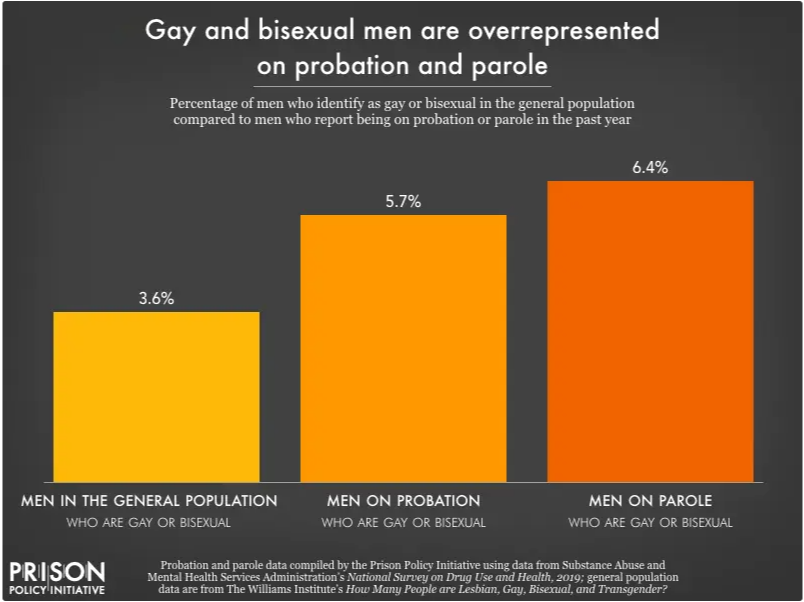 Gay and bisexual men are overrepresented
on probation and parole
Percentage of men who identify as gay or bisexual in the general population
compared to men who report being on probation or parole in the past year
6.4%
5.7%
3.6%
MEN IN THE GENERAL POPULATION
WHO ARE GAY OR BISEXUAL
MEN ON PROBATION
WHO ARE GAY OR BISEXUAL
MEN ON PAROLE
WHO ARE GAY OR BISEXUAL
PRISON
POLICY INITIATIVE
Probation and parole data compiled by the Prison Policy Initiative using data from Substance Abuse and
Mental Health Services Administration's National Survey on Drug Use and Health, 2019; general population
data are from The Williams Institute's How Many People are Lesbian, Gay, Bisexual, and Transgender?